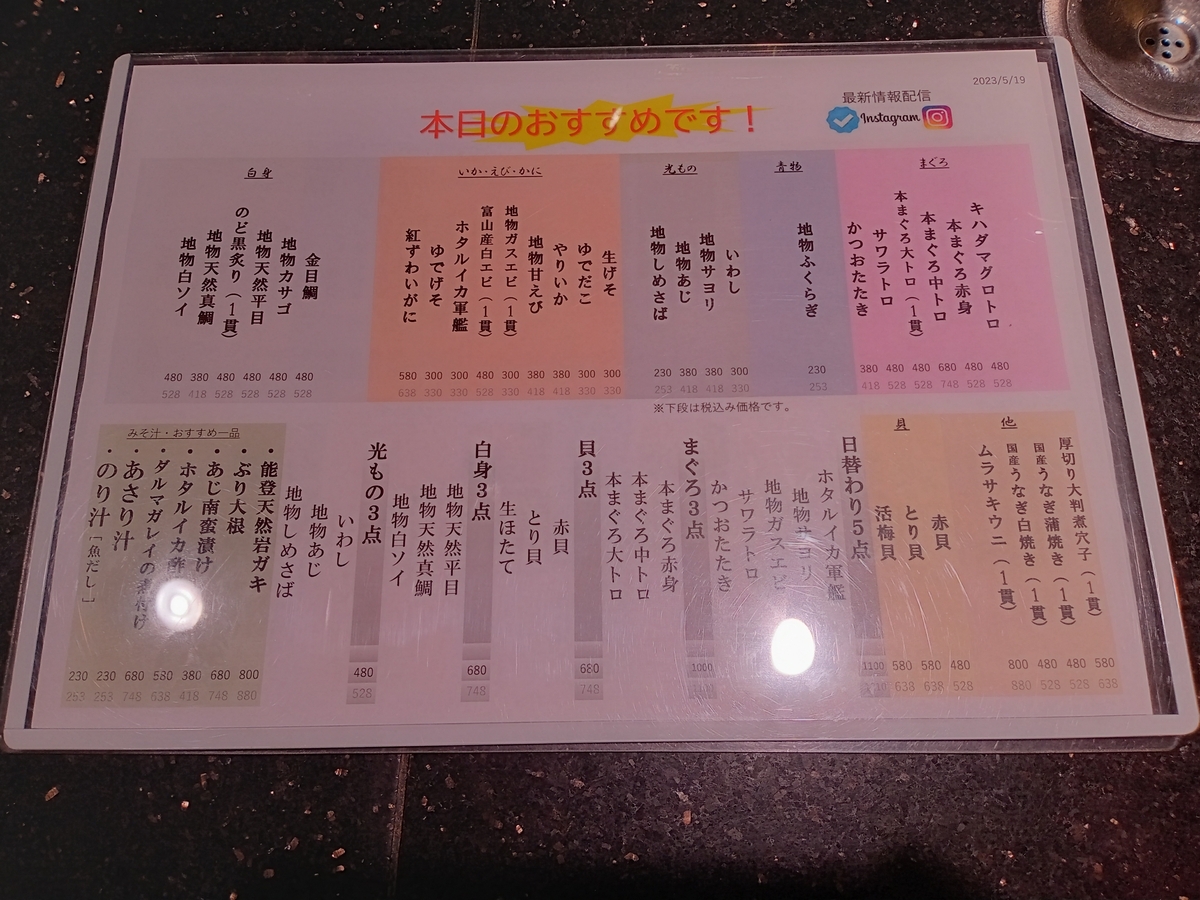 2023/5/19
最新情報配信
Instagram
本日のおすすめです！
まぐろ
キハダマグロトロ 480 528
本まぐろ赤身 480 528
本まぐろ中トロ 680 748
本まぐろ大トロ（1貫） 480 528
サワラトロ 480 528
かつおたたき 380 418
青物
地物ふくらぎ 230 253
光もの
いわし 300 330
地物サヨリ 380 418
地物あじ 380 418
地物しめさば 230 253
いか・えび・かに
生げそ 300 330
ゆでだこ 300 330
やりいか 380 418
地物甘えび 380 418
地物ガスエビ（1貫） 300 330
富山産白エビ（1貫） 480 528
ホタルイカ軍艦 300 330
ゆでげそ 300 330
紅ずわいがに 580 638
白身
金目鯛 480 528
地物カサゴ 480 528
地物天然平目 480 528
のど黒炙り（1貫） 480 528
地物天然真鯛 380 418
地物白ソイ 480 528
※下段は税込み価格です。
他
厚切り大判煮穴子（1貫） 580 638
国産うなぎ蒲焼き（1貫） 480 528
国産うなぎ白焼き（1貫） 480 528
ムラサキウニ（1貫） 800 880
貝
赤貝 480 528
とり貝 580 638
活梅貝 580 638
日替わり5点 1100
ホタルイカ軍艦
地物サヨリ
地物ガスエビ
サワラトロ
かつおたたき
まぐろ3点 1000
本まぐろ赤身
本まぐろ中トロ
本まぐろ大トロ
貝3点 680 748
赤貝
とり貝
生ほたて
白身3点 680 748
地物天然平目
地物天然真鯛
地物白ソイ
光もの3点 480 528
いわし
地物あじ
地物しめさば
みそ汁・おすすめ一品
・能登天然岩ガキ 800 880
・ぶり大根 680 748
・あじ南蛮漬け 380 418
・ホタルイカ酢 580 638
・ダルマガレイの煮付け 680 748
・あさり汁 230 253
・のり汁「魚だし」 230 253